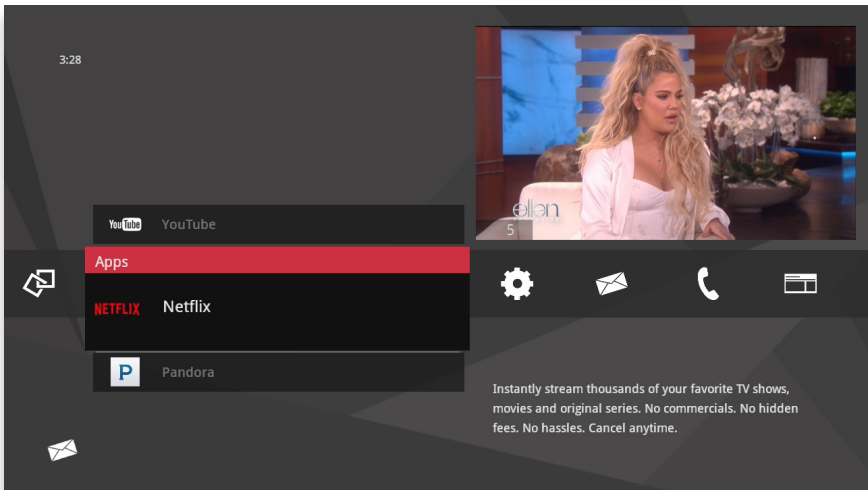 3:28
ellen
5
YouTube YouTube
Apps
NETFLIX Netflix
P Pandora
Instantly stream thousands of your favorite TV shows,
movies and original series. No commercials. No hidden
fees. No hassles. Cancel anytime.